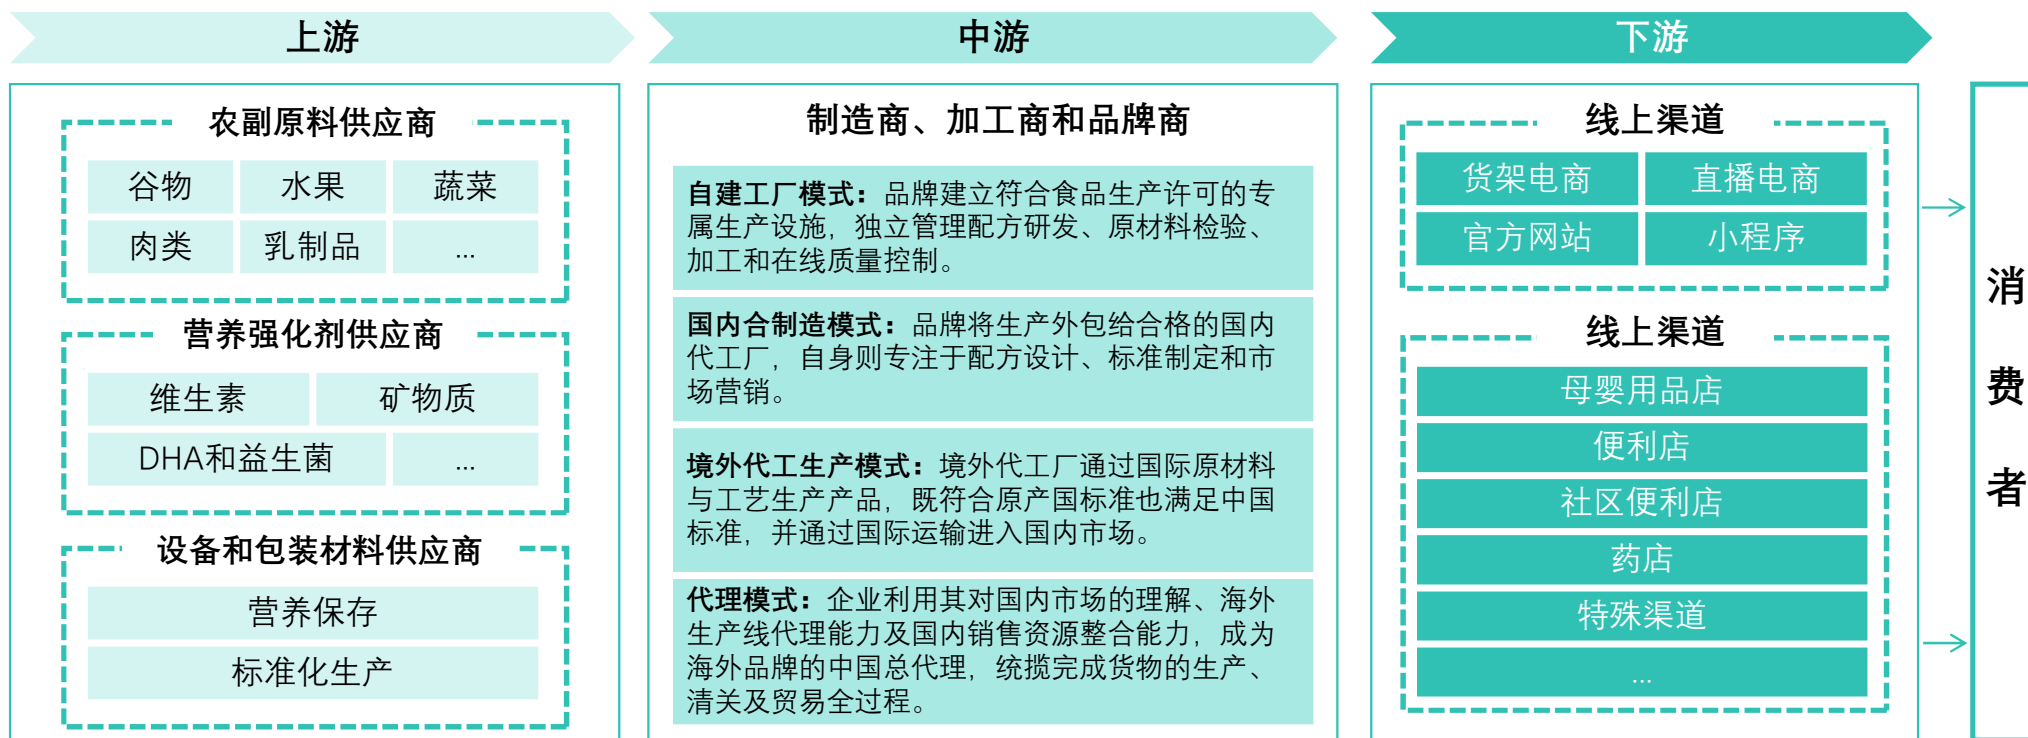 上游
中游
下游
农副原料供应商
谷物
水果
蔬菜
肉类
乳制品
...
营养强化剂供应商
维生素
矿物质
DHA和益生菌
...
设备和包装材料供应商
营养保存
标准化生产
制造商、加工商和品牌商
自建工厂模式：品牌建立符合食品生产许可的专
属生产设施，独立管理配方研发、原材料检验、
加工和在线质量控制。
国内合制造模式：品牌将生产外包给合格的国内
代工厂，自身则专注于配方设计、标准制定和市
场营销。
境外代工生产模式：境外代工厂通过国际原材料
与工艺生产产品，既符合原产国标准也满足中国
标准，并通过国际运输进入国内市场。
代理模式：企业利用其对国内市场的理解、海外
生产线代理能力及国内销售资源整合能力，成为
海外品牌的中国总代理，统揽完成货物的生产、
清关及贸易全过程。
线上渠道
货架电商
直播电商
官方网站
小程序
线上渠道
母婴用品店
便利店
社区便利店
药店
特殊渠道
...
消
费
者